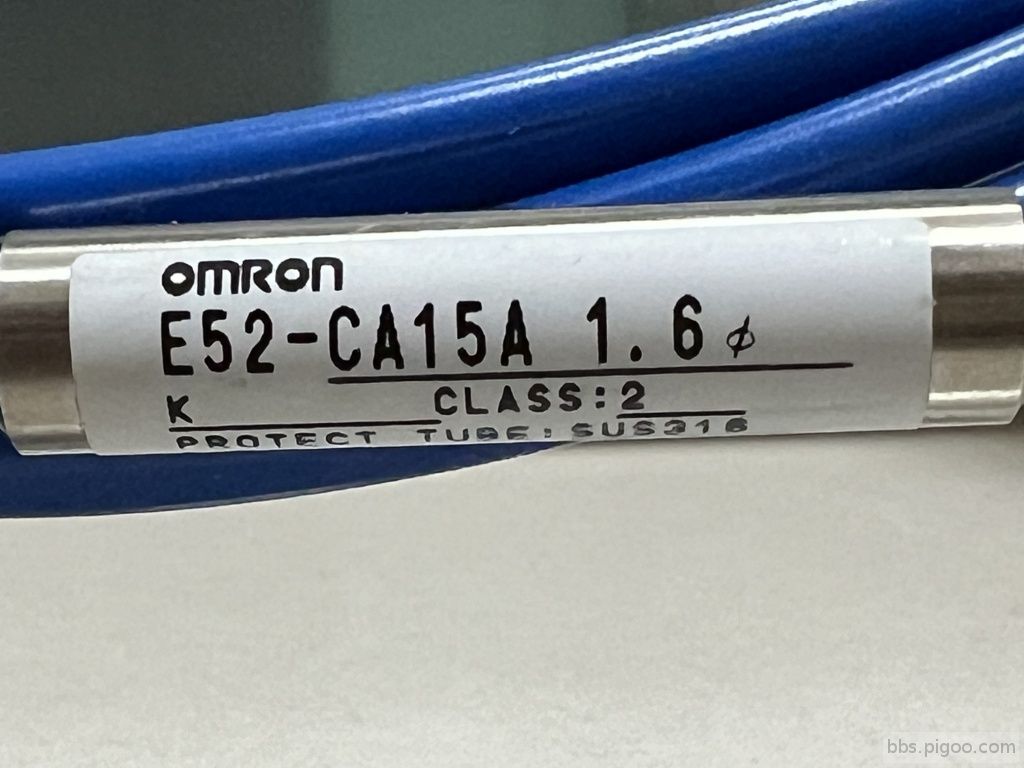 omron
E52-CA15A 1.6ϕ
K CLASS:2
PROTECT TUBE: SUS316
bbs.pigoo.com